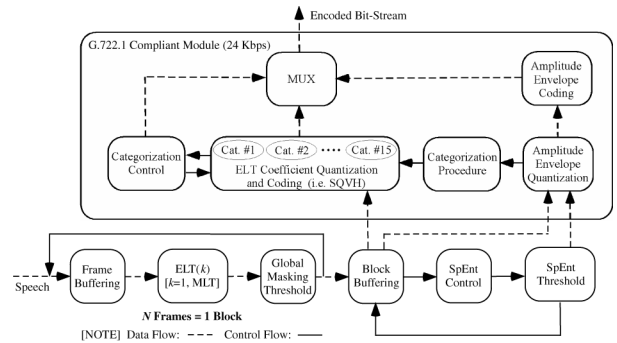 Encoded Bit-Stream
G.722.1 Compliant Module (24 Kbps)
MUX
Amplitude
Envelope
Coding
Categorization
Control
Cat. #1 Cat. #2 •••• Cat. #15
ELT Coefficient Quantization
and Coding (i.e. SQVH)
Categorization
Procedure
Amplitude
Envelope
Quantization
Speech
Frame
Buffering
ELT(k)
[k=1, MLT]
Global
Masking
Threshold
Block
Buffering
SpEnt
Control
SpEnt
Threshold
N Frames = 1 Block
[NOTE] Data Flow: Control Flow: